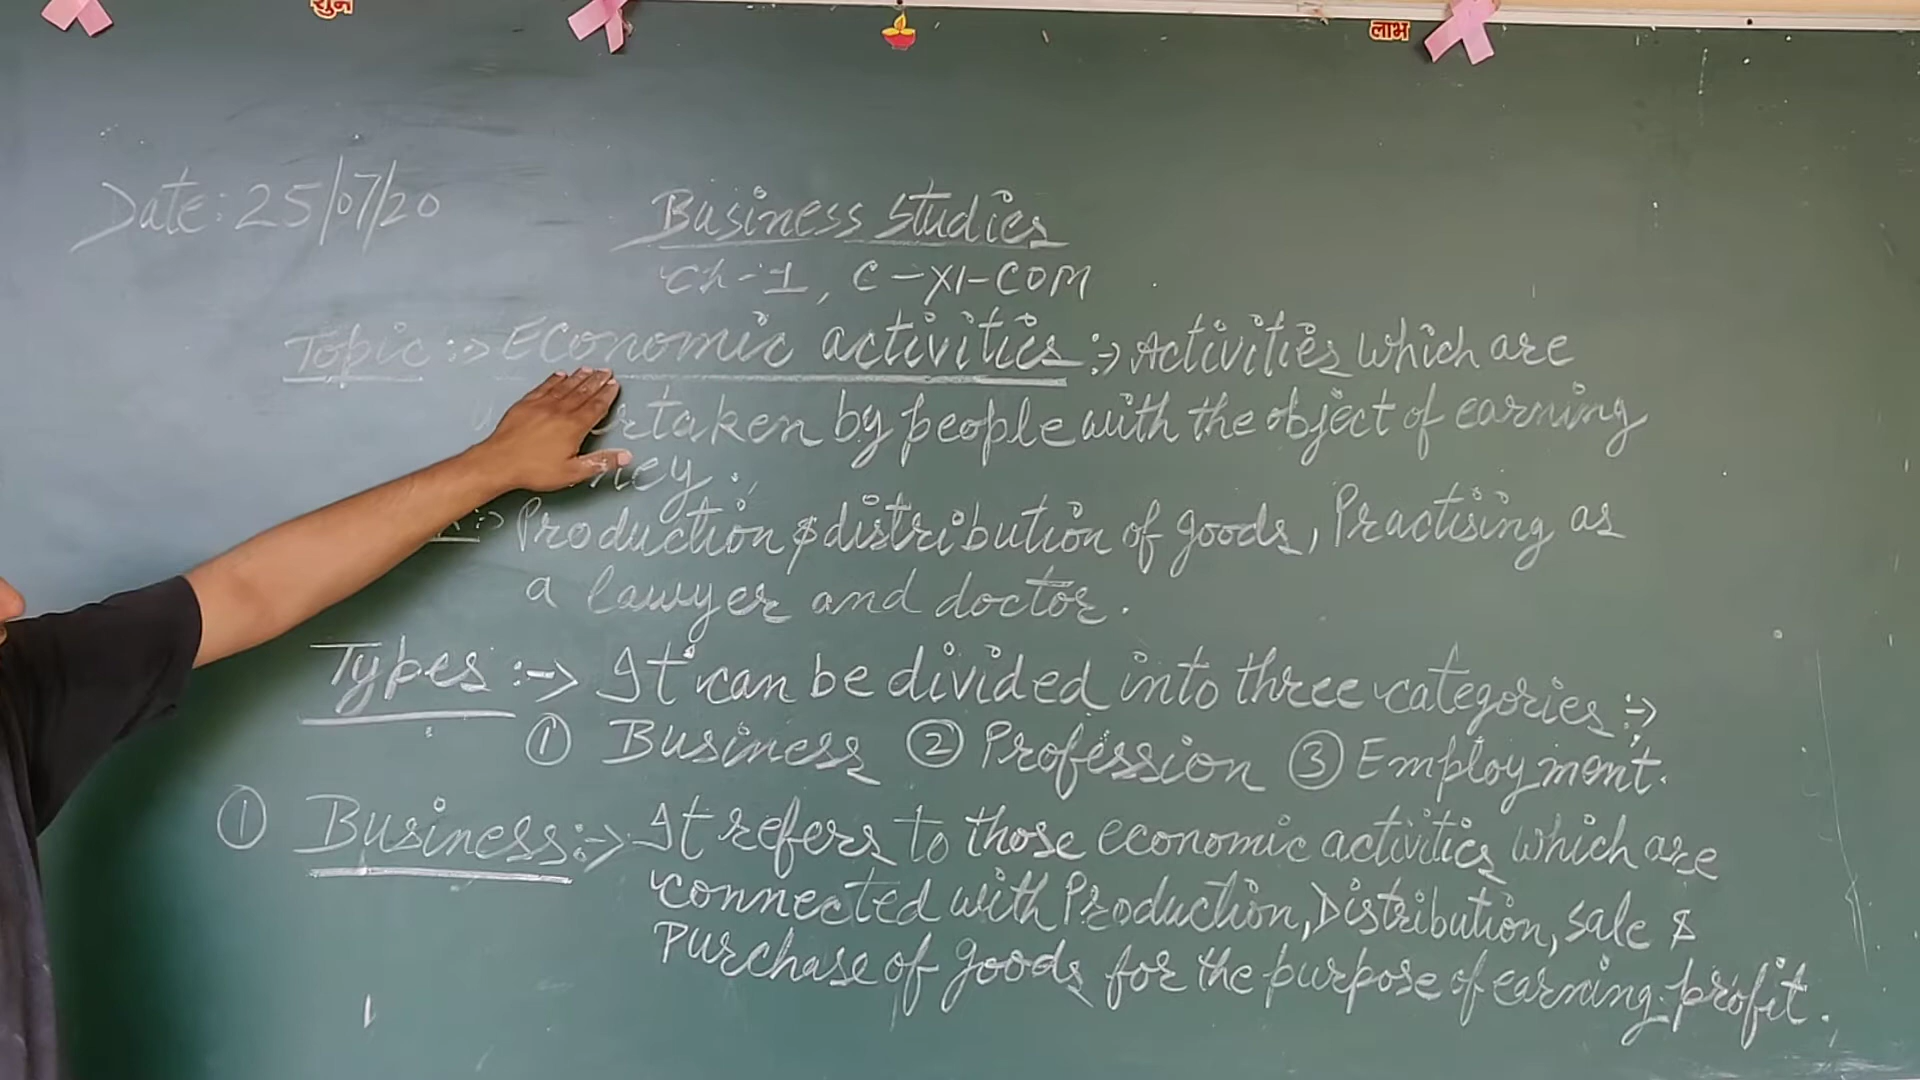 शुभ
लाभ
Date: 25/07/20
Business Studies
Ch-1, C-XI-COM
Topic :-> Economic activities :-> Activities which are
by people with the object of earning
Production & distribution of goods, Practising as
a lawyer and doctor.
Types :-> It can be divided into three categories :->
① Business ② Profession ③ Employment.
① Business :-> It refers to those economic activities which are
connected with Production, Distribution, sale &
Purchase of goods for the purpose of earning profit.